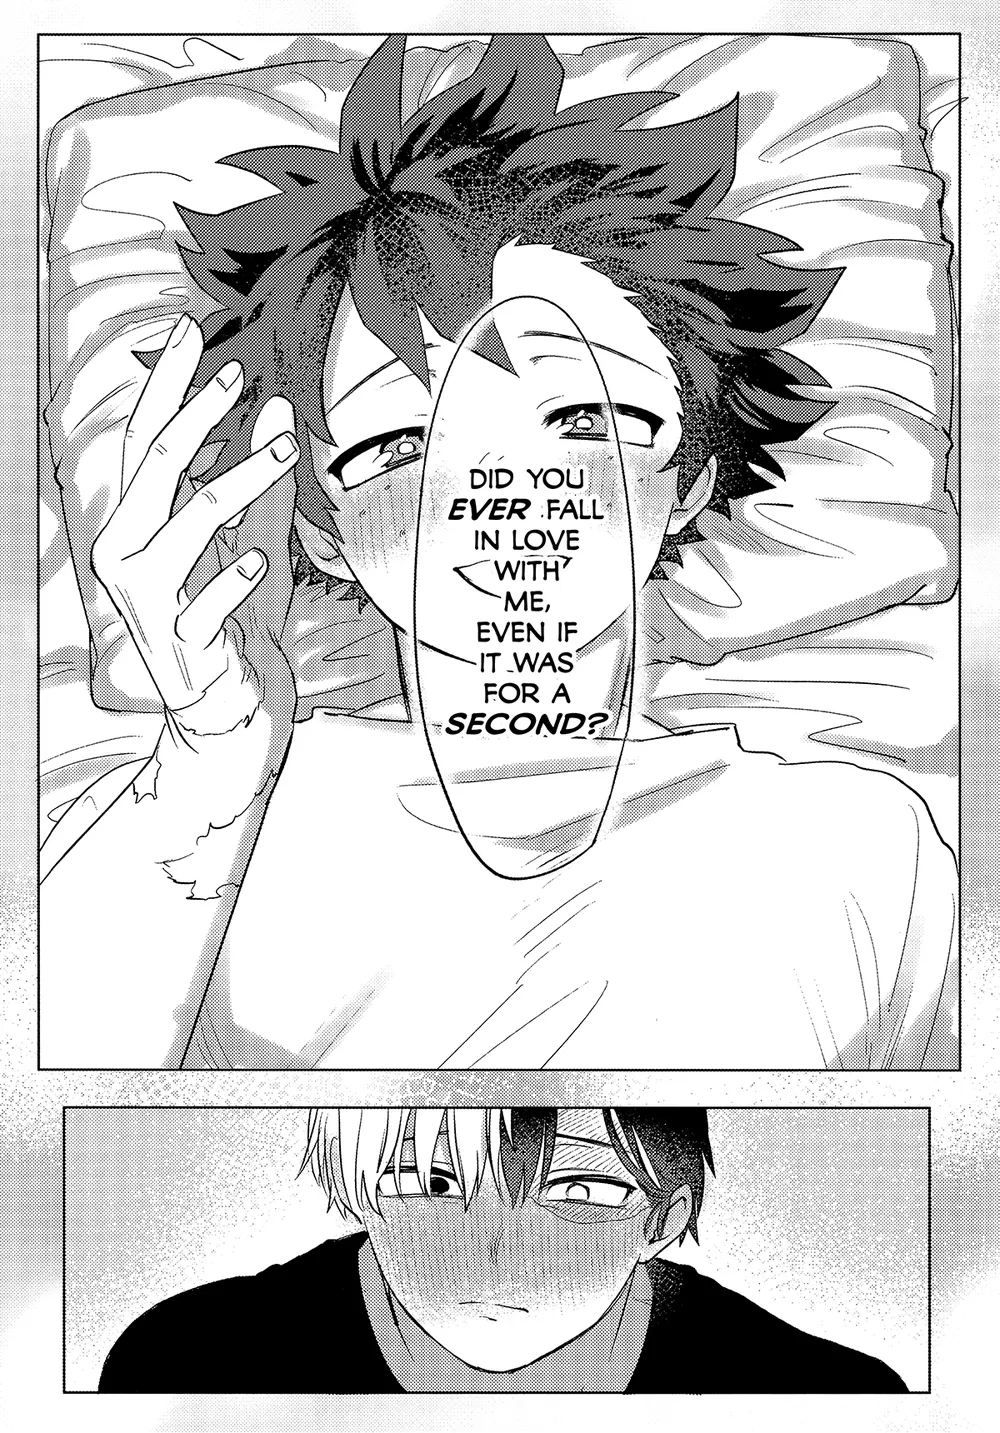 DID YOU
EVER FALL
IN LOVE
WITH
ME,
EVEN IF
IT WAS
FOR A
SECOND?